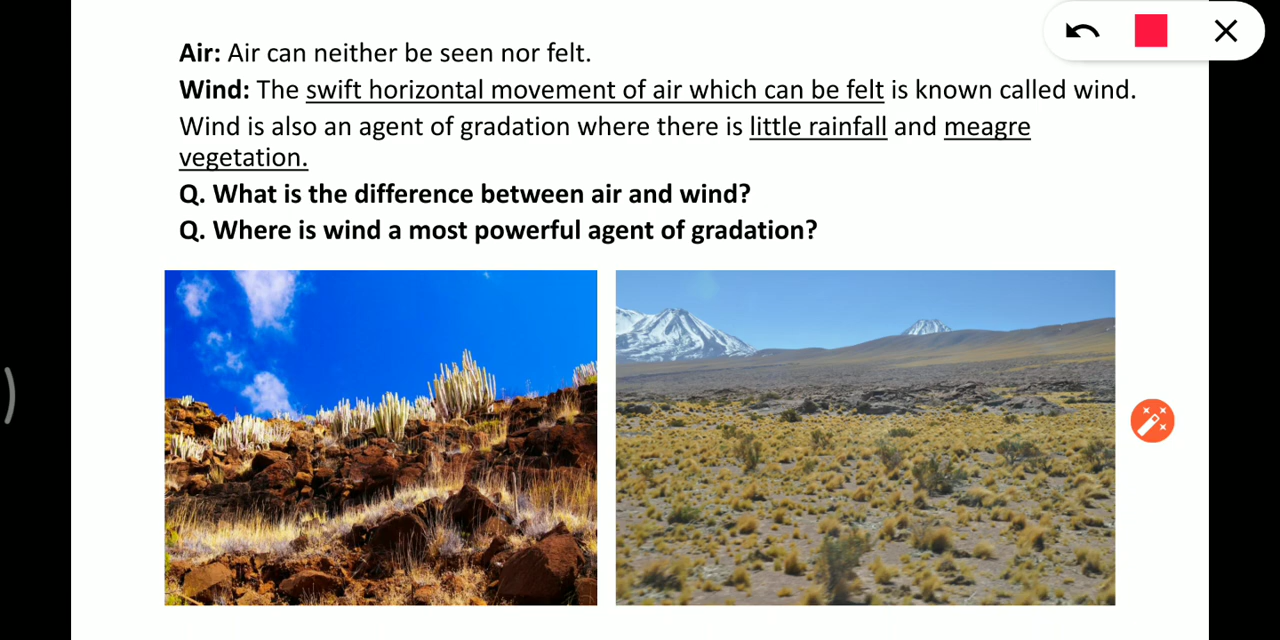 Air: Air can neither be seen nor felt.
Wind: The swift horizontal movement of air which can be felt is known called wind.
Wind is also an agent of gradation where there is little rainfall and meagre
vegetation.
Q. What is the difference between air and wind?
Q. Where is wind a most powerful agent of gradation?